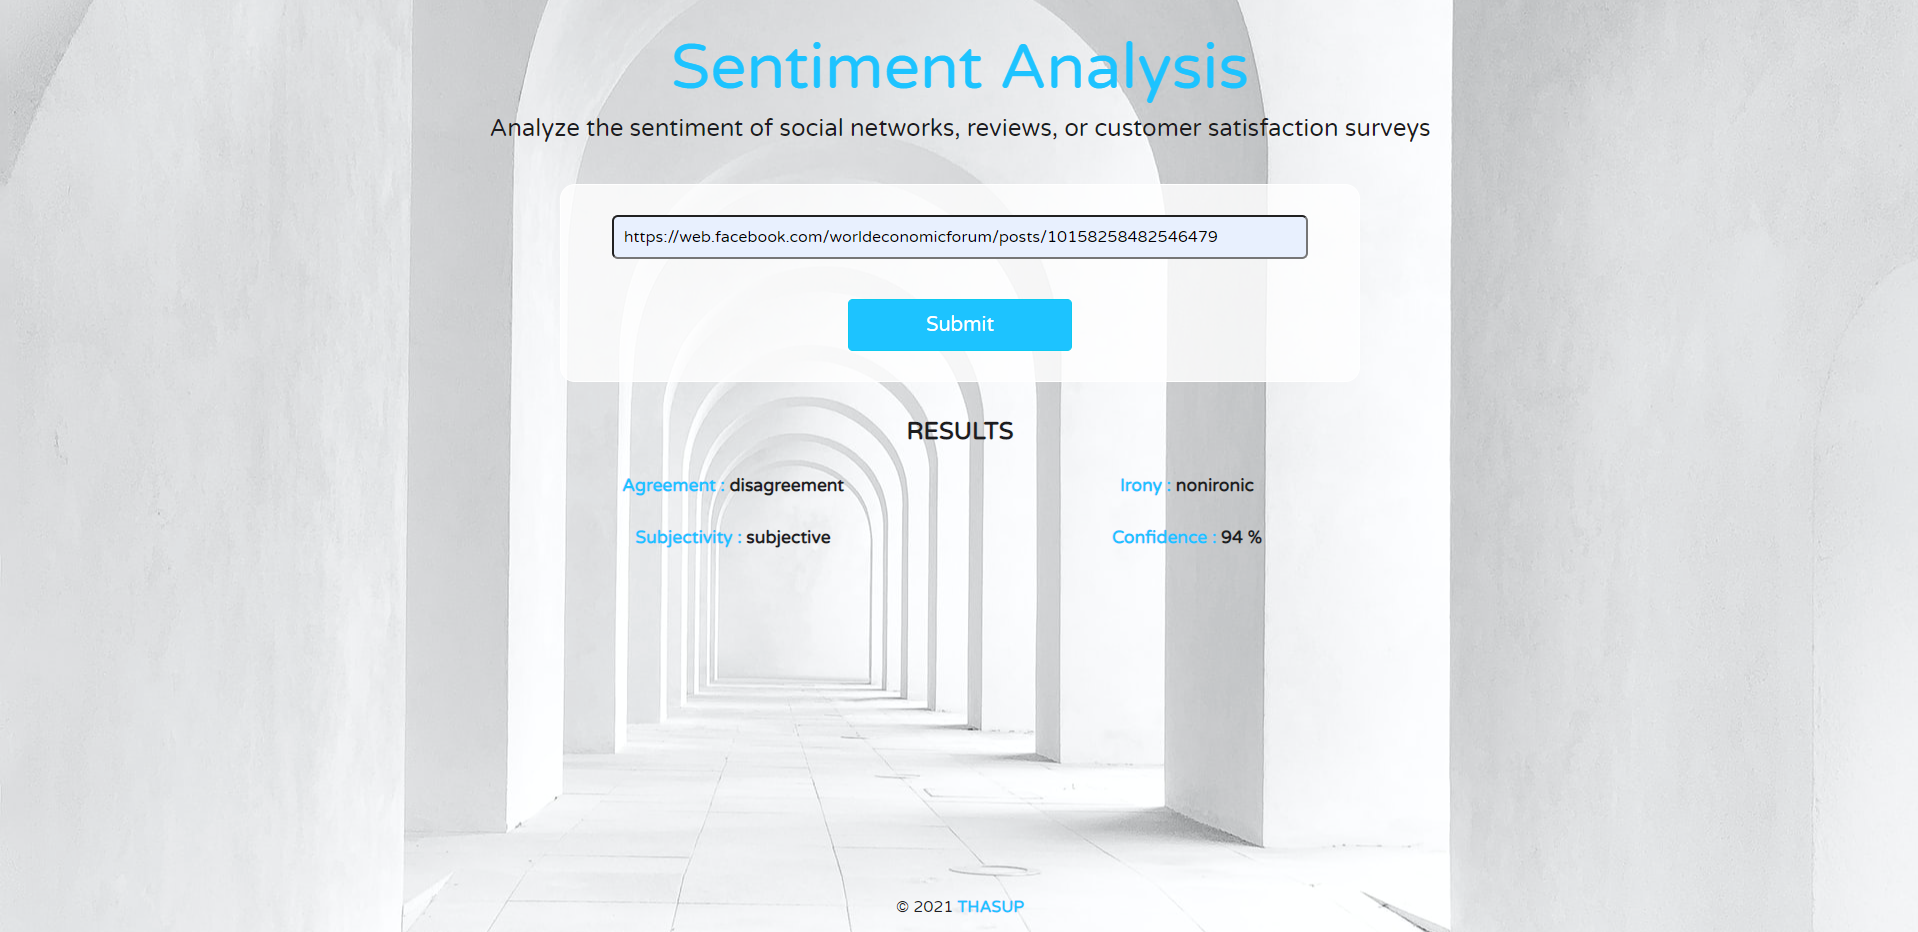 Sentiment Analysis
Analyze the sentiment of social networks, reviews, or customer satisfaction surveys
https://web.facebook.com/worldeconomicforum/posts/10158258482546479
Submit
RESULTS
Agreement : disagreement
Irony : nonironic
Subjectivity : subjective
Confidence : 94 %
© 2021 THASUP